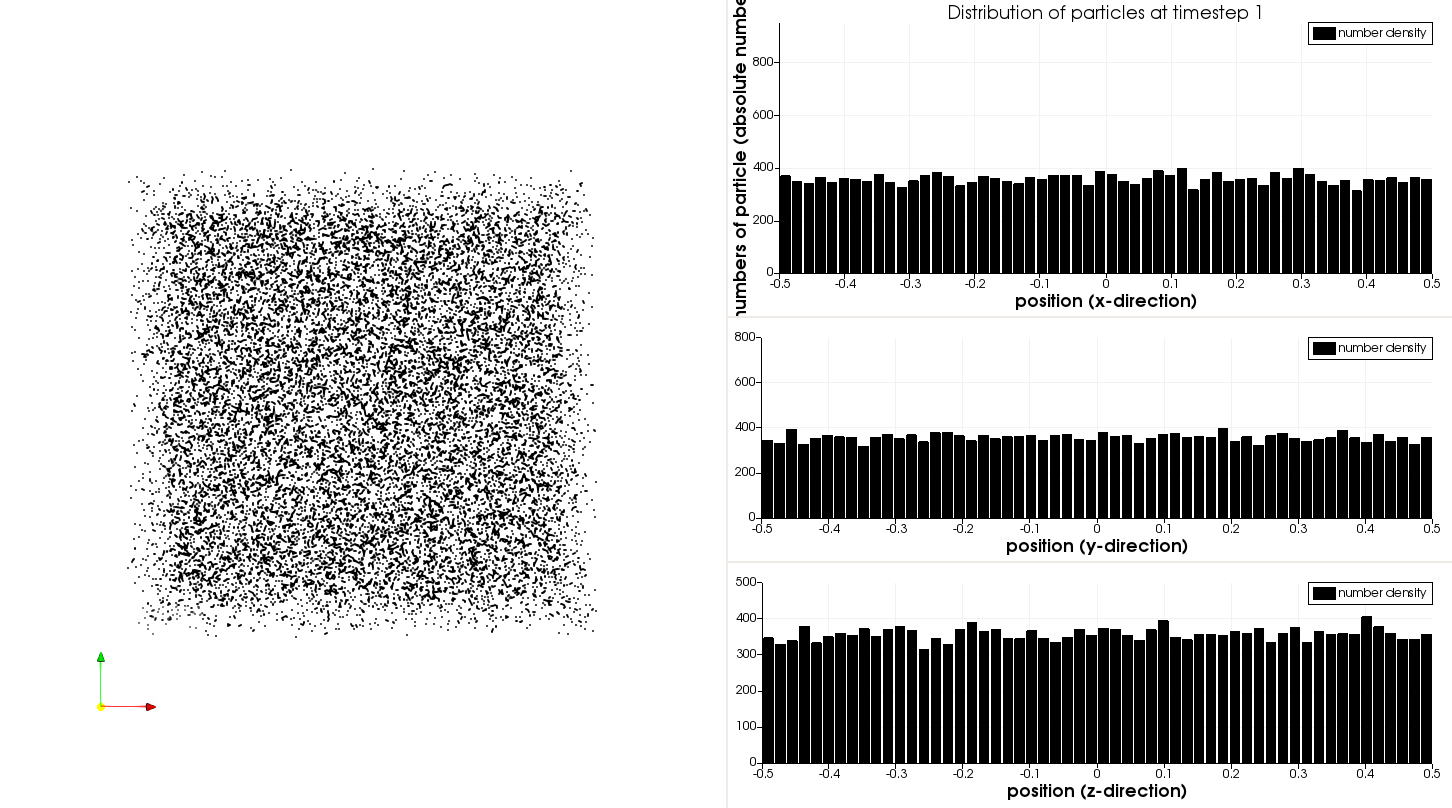 Distribution of particles at timestep 1
numbers of particle (absolute numbe
number density
800
600
400
200
0
-0.5 -0.4 -0.3 -0.2 -0.1 0 0.1 0.2 0.3 0.4 0.5
position (x-direction)
number density
800
600
400
200
0
-0.5 -0.4 -0.3 -0.2 -0.1 0 0.1 0.2 0.3 0.4 0.5
position (y-direction)
number density
500
400
300
200
100
0
-0.5 -0.4 -0.3 -0.2 -0.1 0 0.1 0.2 0.3 0.4 0.5
position (z-direction)